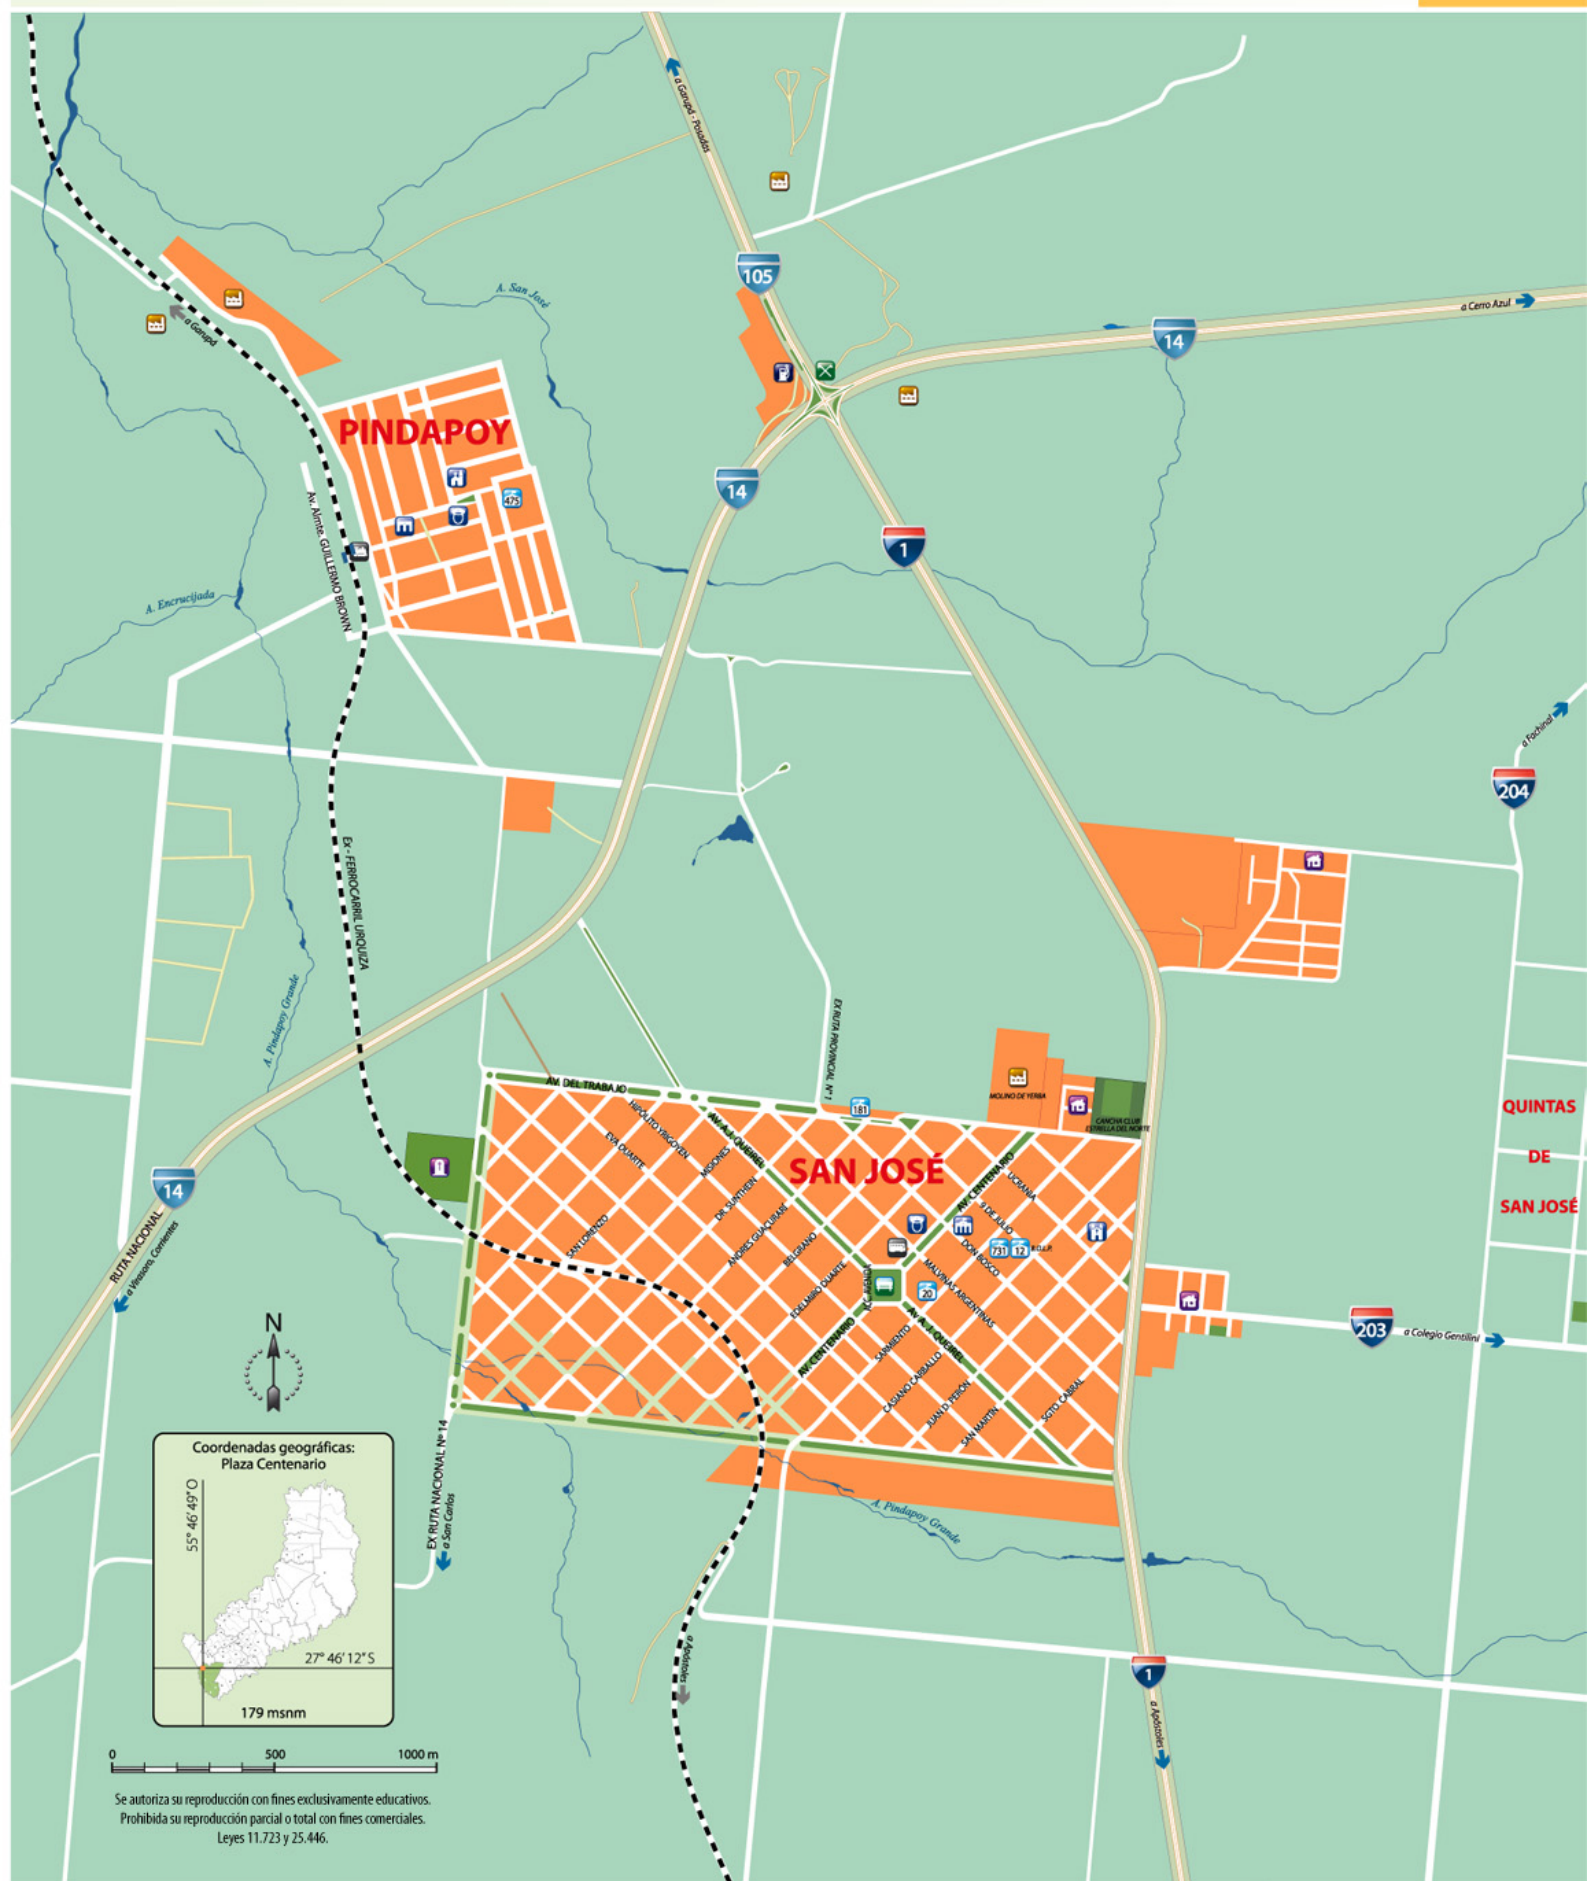 a Garupá - Posadas
105
A. San José
a Cerro Azul
14
a Garupá
PINDAPOY
475
14
1
Av. Almte. GUILLERMO BROWN
A. Encrucijada
a Fachinal
204
Ex - FERROCARRIL URQUIZA
A. Pindapoy Grande
EX RUTA PROVINCIAL Nº 1
AV. DEL TRABAJO
181
MOLINO DE YERBA
CANCHA CLUB
ESTRELLA DEL NORTE
QUINTAS
DE
SAN JOSÉ
HIPÓLITO YRIGOYEN
EVA DUARTE
MISIONES
AV. A. J. QUEIREL
SAN JOSÉ
AV. CENTENARIO
UCRANIA
9 DE JULIO
DR. SUNTHEIN
ANDRES GUAÇURARÍ
SAN LORENZO
BELGRANO
DON BOSCO
731
12
B.O.L.P.
14
RUTA NACIONAL
a Virasoro, Corrientes
EDELMIRO DUARTE
20
MALVINAS ARGENTINAS
AV. CENTENARIO
SARMIENTO
AV A. J. QUEIREL
CASIANO CARBALLO
JUAN D. PERÓN
SAN MARTÍN
SGTO. CABRAL
203
a Colegio Gentilini
N
EX RUTA NACIONAL Nº 14
a San Carlos
A. Pindapoy Grande
Coordenadas geográficas:
Plaza Centenario
55° 46' 49" O
27° 46' 12" S
179 msnm
a Apóstoles
1
a Apóstoles
0 500 1000 m
Se autoriza su reproducción con fines exclusivamente educativos.
Prohibida su reproducción parcial o total con fines comerciales.
Leyes 11.723 y 25.446.